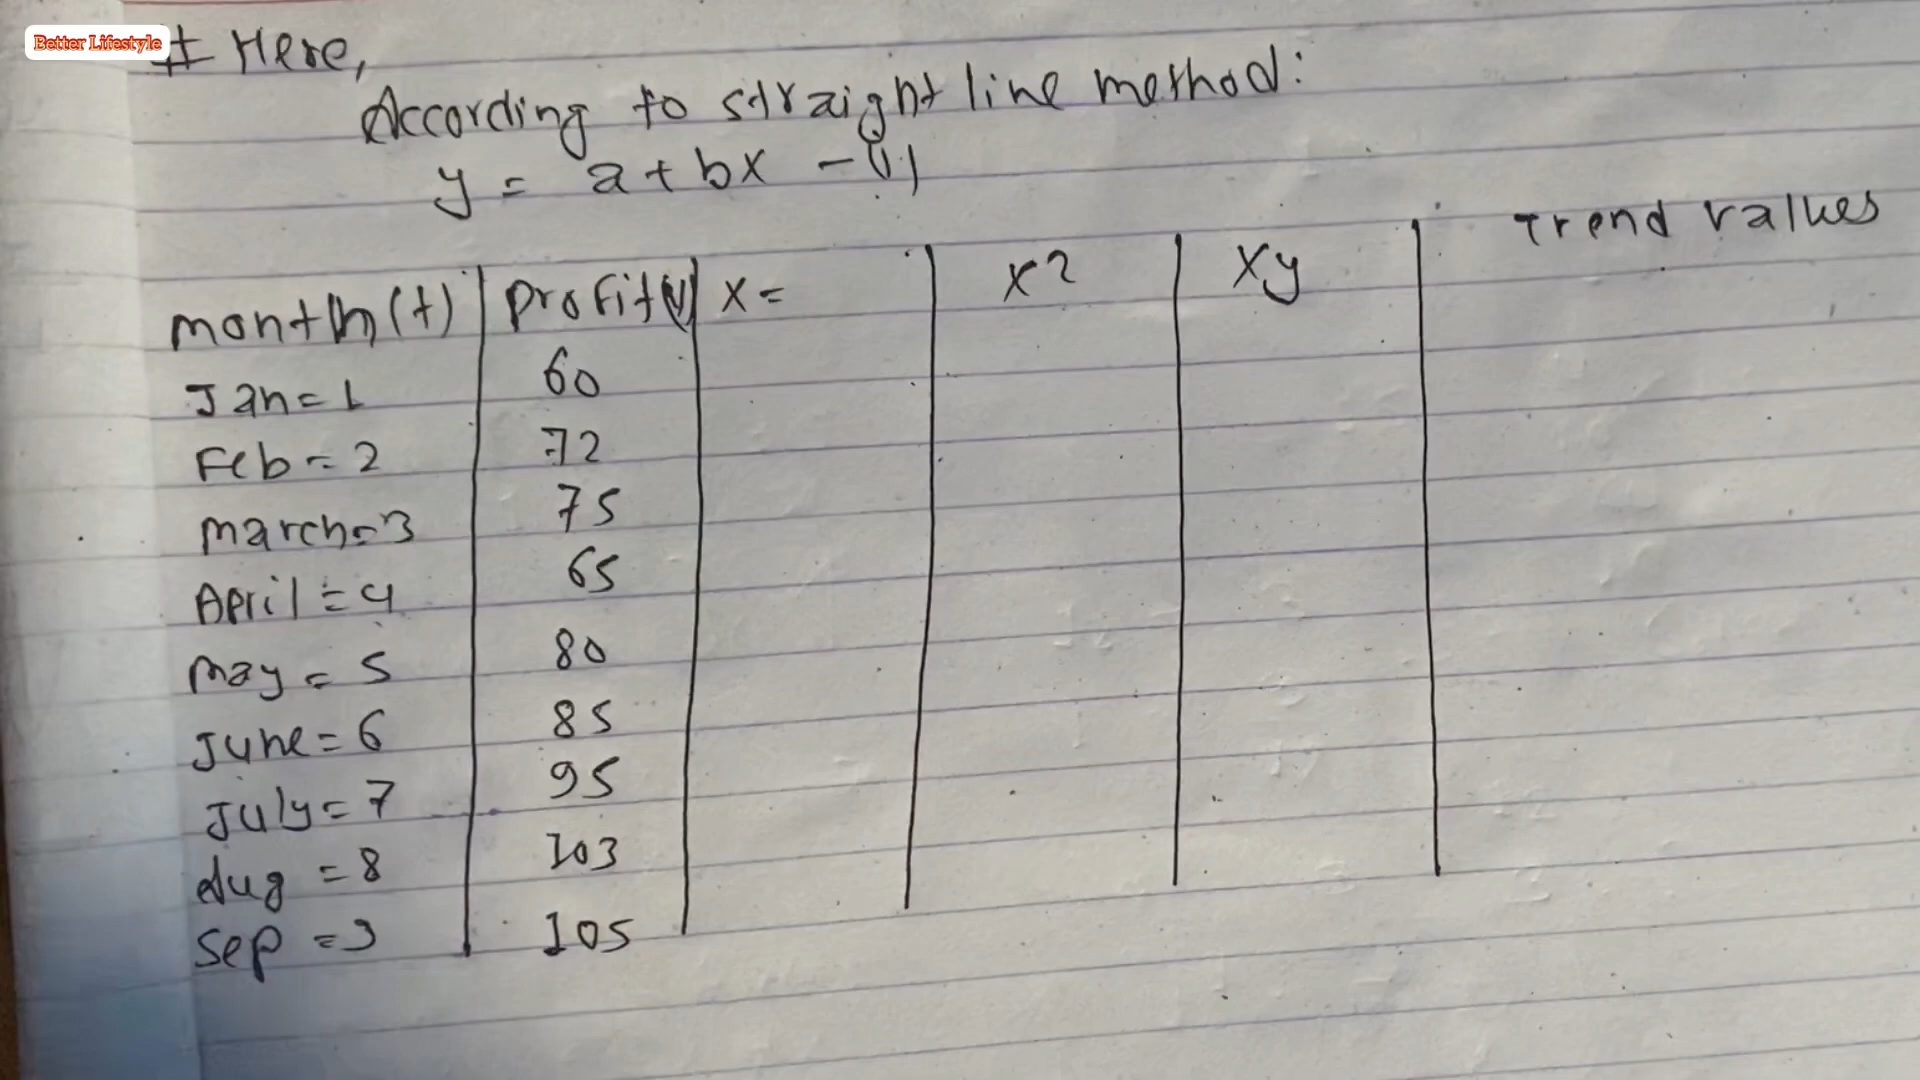 Better Lifestyle
# Here,
According to straight line method:
y = a + bx - (1)
month(t) profit(y) x = x2 xy Trend values
Jan = 1 60
Feb = 2 72
march = 3 75
April = 4 65
may = 5 80
June = 6 85
July = 7 95
Aug = 8 103
Sep = 9 105